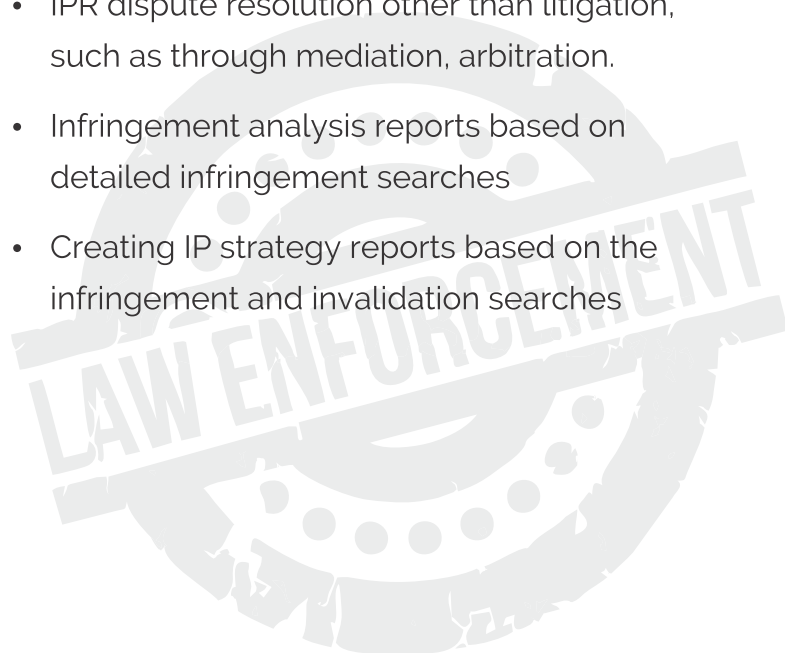 • IPR dispute resolution other than litigation,
such as through mediation, arbitration.
• Infringement analysis reports based on
detailed infringement searches
• Creating IP strategy reports based on the
infringement and invalidation searches
LAW ENFORCEMENT